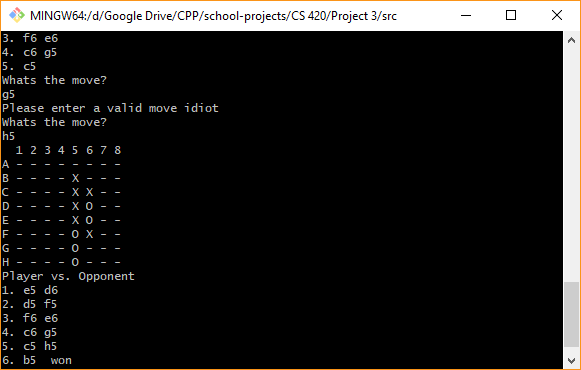 MINGW64:/d/Google Drive/CPP/school-projects/CS 420/Project 3/src
3. f6 e6
4. c6 g5
5. c5
Whats the move?
g5
Please enter a valid move idiot
Whats the move?
h5
  1 2 3 4 5 6 7 8
A - - - - - - - -
B - - - - X - - -
C - - - - X X - -
D - - - - X O - -
E - - - - X O - -
F - - - - O X - -
G - - - - O - - -
H - - - - O - - -
Player vs. Opponent
1. e5 d6
2. d5 f5
3. f6 e6
4. c6 g5
5. c5 h5
6. b5  won